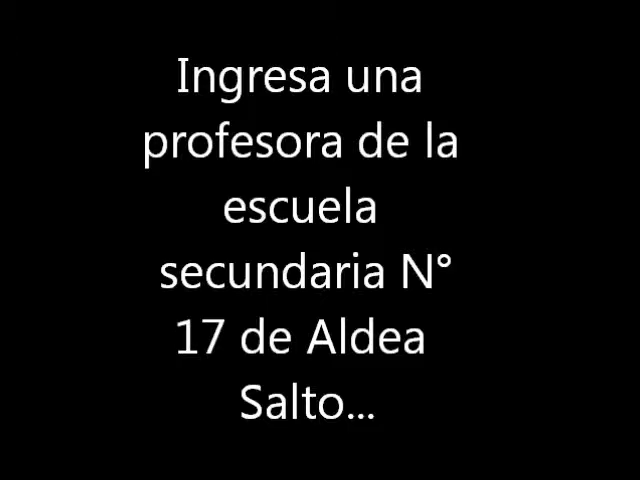 Ingresa una
profesora de la
escuela
secundaria N°
17 de Aldea
Salto...